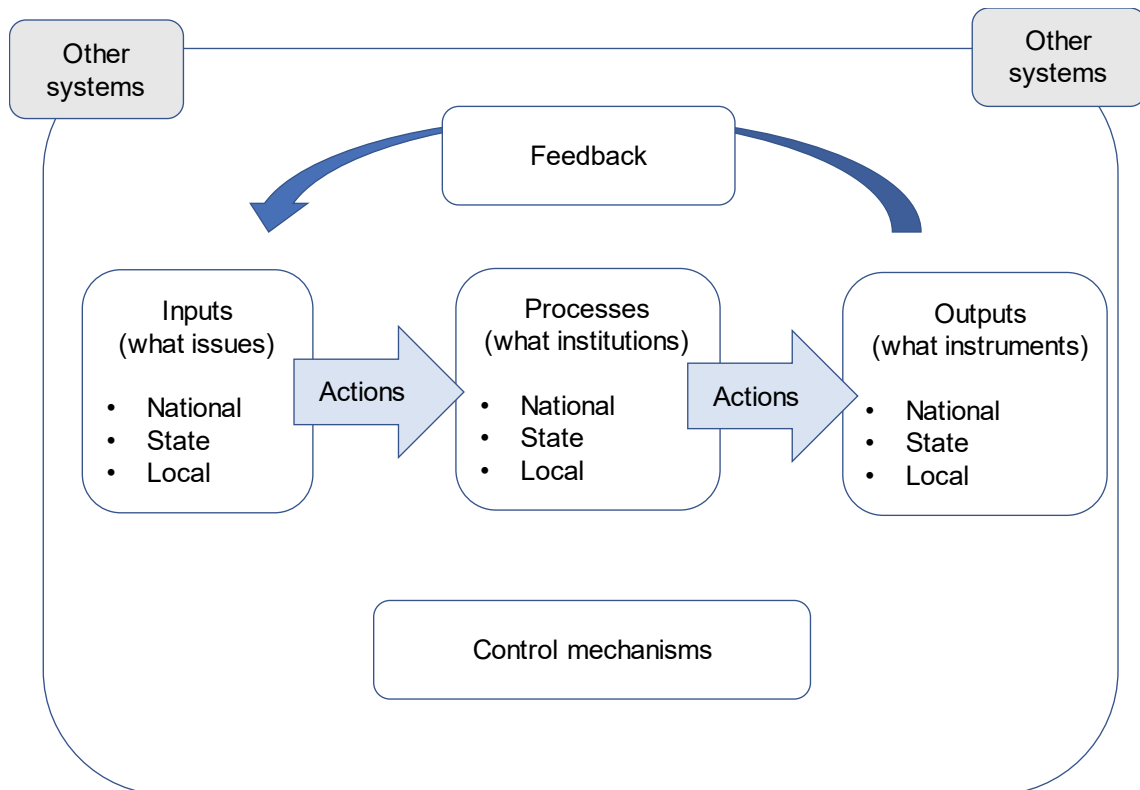 Other
systems
Other
systems
Feedback
Inputs
(what issues)
• National
• State
• Local
Actions
Processes
(what institutions)
• National
• State
• Local
Actions
Outputs
(what instruments)
• National
• State
• Local
Control mechanisms